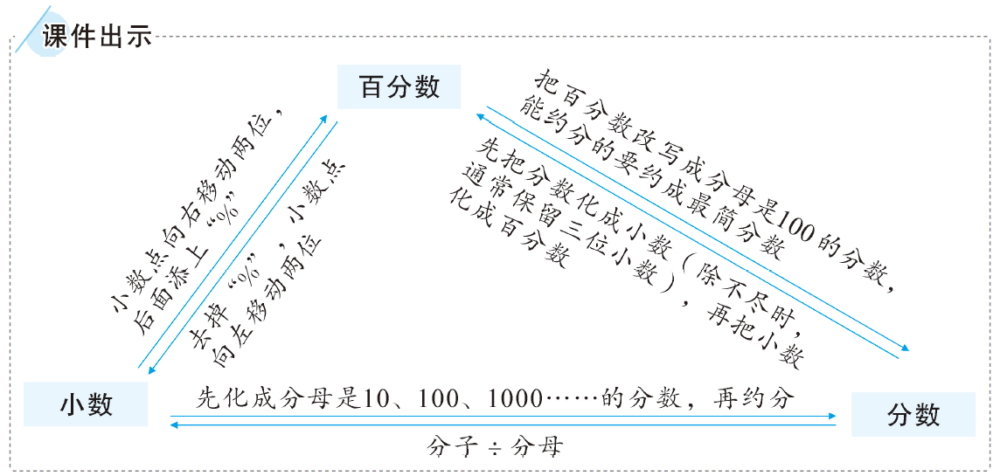 课件出示
百分数
小数点向右移动两位，
后面添上“%”
去掉“%”，小数点
向左移动两位
把百分数改写成分母是100的分数，
能约分的要约成最简分数
先把分数化成小数（除不尽时，
通常保留三位小数），再把小数
化成百分数
小数
先化成分母是10、100、1000……的分数，再约分
分子÷分母
分数